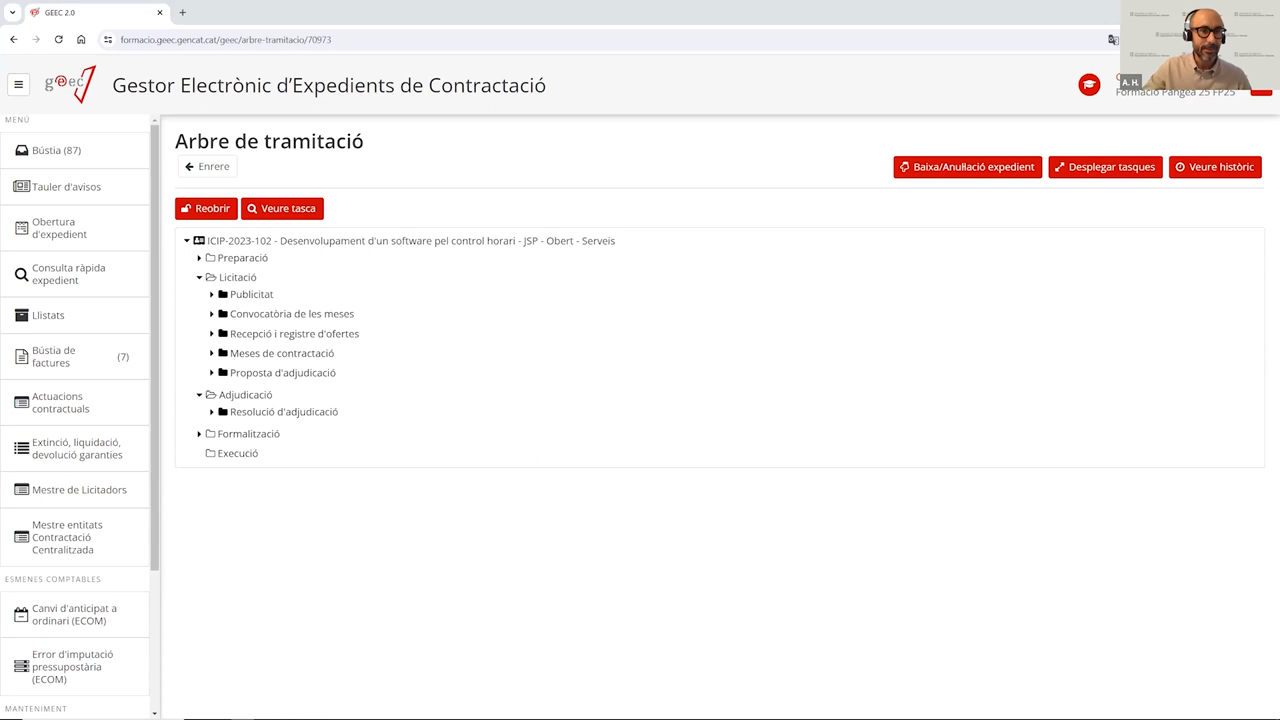 GEEC 2.0
formacio.geec.gencat.cat/geec/arbre-tramitacio/70973
geec
Gestor Electrònic d'Expedients de Contractació
A. H.
Formació Pangea 25 FP25
MENÚ
Bústia (87)
Tauler d'avisos
Obertura
d'expedient
Consulta ràpida
expedient
Llistats
Bústia de
factures
(7)
Actuacions
contractuals
Extinció, liquidació,
devolució garanties
Mestre de Licitadors
Mestre entitats
Contractació
Centralitzada
ESMENES COMPTABLES
Canvi d'anticipat a
ordinari (ECOM)
Error d'imputació
pressupostària
(ECOM)
MANTENIMENT
Arbre de tramitació
Enrere
Baixa/Anul·lació expedient
Desplegar tasques
Veure històric
Reobrir
Veure tasca
ICIP-2023-102 - Desenvolupament d'un software pel control horari - JSP - Obert - Serveis
Preparació
Licitació
Publicitat
Convocatòria de les meses
Recepció i registre d'ofertes
Meses de contractació
Proposta d'adjudicació
Adjudicació
Resolució d'adjudicació
Formalització
Execució